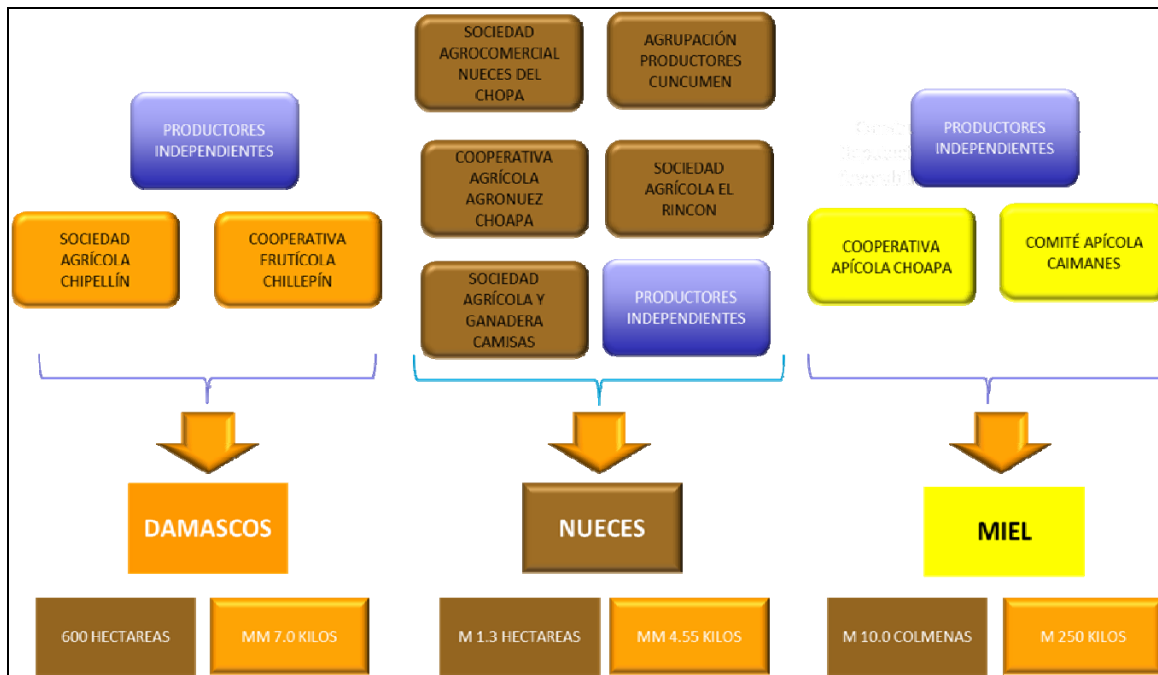 PRODUCTORES
INDEPENDIENTES
SOCIEDAD
AGRÍCOLA
CHIPELLÍN
COOPERATIVA
FRUTÍCOLA
CHILLEPÍN
DAMASCOS
600 HECTAREAS
MM 7.0 KILOS
SOCIEDAD
AGROCOMERCIAL
NUECES DEL
CHOPA
AGRUPACIÓN
PRODUCTORES
CUNCUMEN
COOPERATIVA
AGRÍCOLA
AGRONUEZ
CHOAPA
SOCIEDAD
AGRÍCOLA EL
RINCON
SOCIEDAD
AGRÍCOLA Y
GANADERA
CAMISAS
PRODUCTORES
INDEPENDIENTES
NUECES
M 1.3 HECTAREAS
MM 4.55 KILOS
PRODUCTORES
INDEPENDIENTES
COOPERATIVA
APÍCOLA CHOAPA
COMITÉ APÍCOLA
CAIMANES
MIEL
M 10.0 COLMENAS
M 250 KILOS